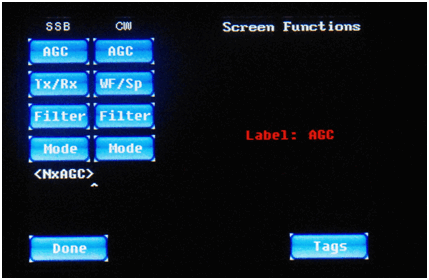 SSB CW Screen Functions
AGC AGC
Tx/Rx WF/Sp
Filter Filter
Label: AGC
Mode Mode
<NxAGC>
^
Done Tags